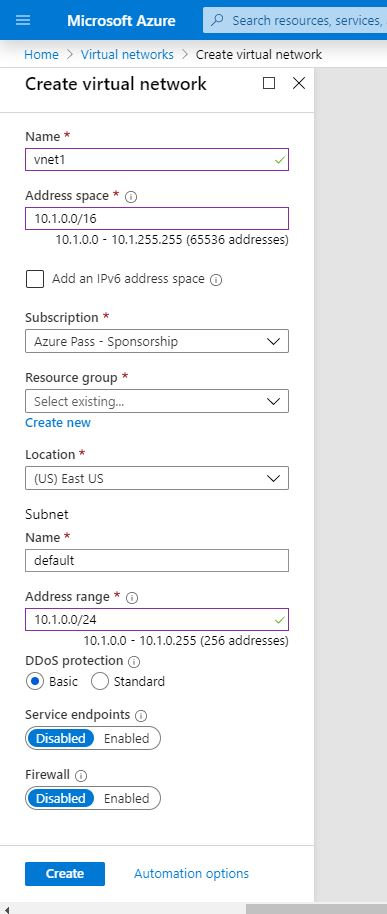 Microsoft Azure
Search resources, services,
Home > Virtual networks > Create virtual network
Create virtual network
Name *
vnet1
Address space *
10.1.0.0/16
10.1.0.0 - 10.1.255.255 (65536 addresses)
Add an IPv6 address space
Subscription *
Azure Pass - Sponsorship
Resource group *
Select existing...
Create new
Location *
(US) East US
Subnet
Name *
default
Address range *
10.1.0.0/24
10.1.0.0 - 10.1.0.255 (256 addresses)
DDoS protection
Basic Standard
Service endpoints
Disabled Enabled
Firewall
Disabled Enabled
Create Automation options